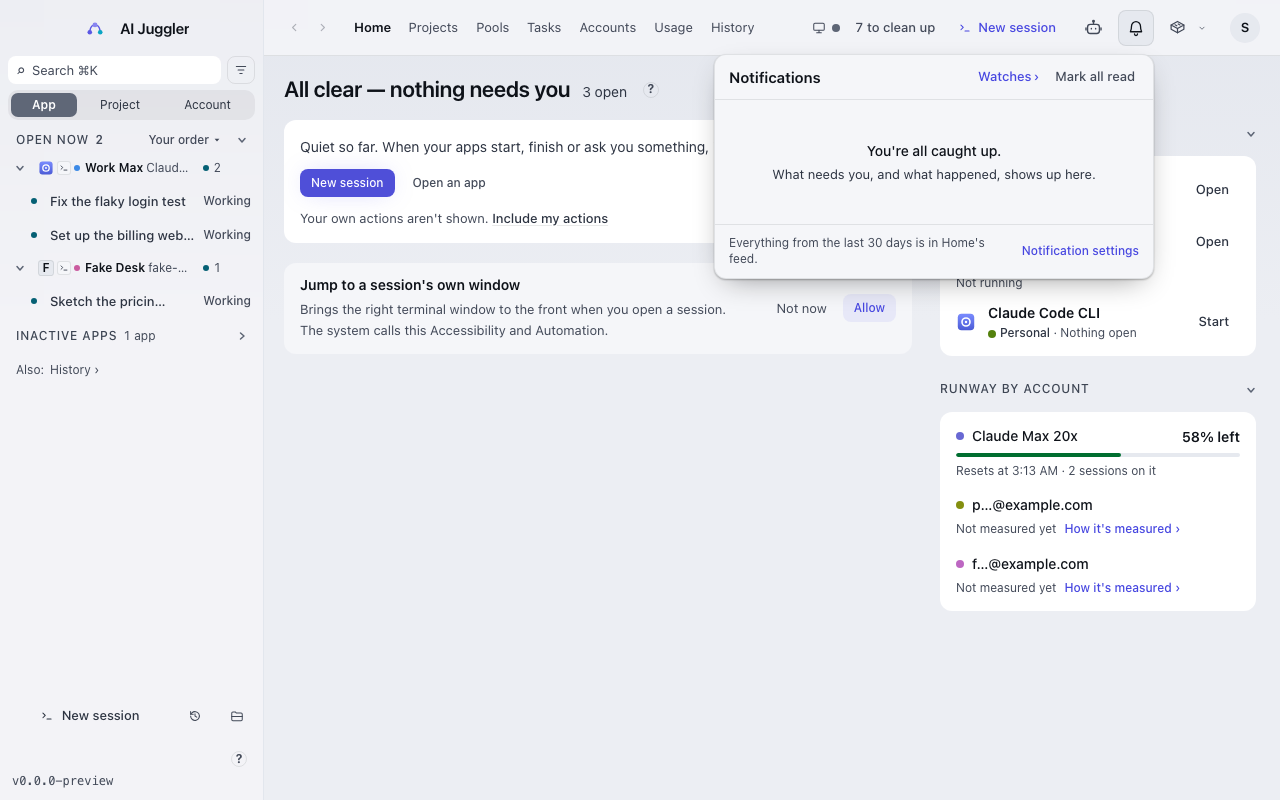 AI Juggler
Search ⌘K
App
Project
Account
OPEN NOW 2
Your order
Work Max Claud...
2
Fix the flaky login test
Working
Set up the billing web...
Working
F
Fake Desk fake-...
1
Sketch the pricin...
Working
INACTIVE APPS 1 app
Also: History ›
New session
?
v0.0.0-preview
Home
Projects
Pools
Tasks
Accounts
Usage
History
7 to clean up
New session
S
All clear — nothing needs you
3 open
?
Quiet so far. When your apps start, finish or ask you something,
New session
Open an app
Your own actions aren't shown. Include my actions
Jump to a session's own window
Brings the right terminal window to the front when you open a session.
The system calls this Accessibility and Automation.
Not now
Allow
Notifications
Watches ›
Mark all read
You're all caught up.
What needs you, and what happened, shows up here.
Everything from the last 30 days is in Home's
feed.
Notification settings
Open
Open
Not running
Claude Code CLI
Personal · Nothing open
Start
RUNWAY BY ACCOUNT
Claude Max 20x
58% left
Resets at 3:13 AM · 2 sessions on it
p...@example.com
Not measured yet How it's measured ›
f...@example.com
Not measured yet How it's measured ›